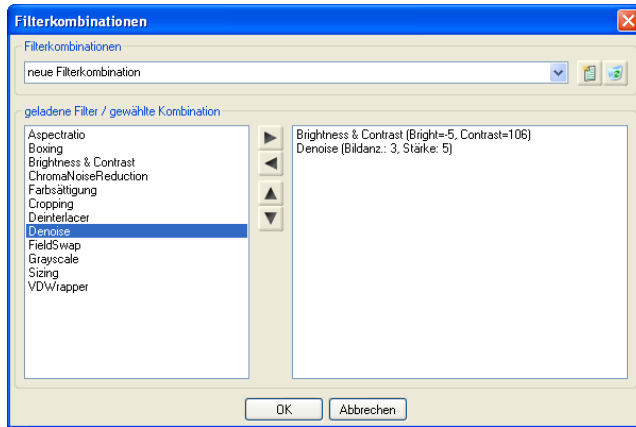 Filterkombinationen
Filterkombinationen
neue Filterkombination
geladene Filter / gewählte Kombination
Aspectratio
Boxing
Brightness & Contrast
ChromaNoiseReduction
Farbsättigung
Cropping
Deinterlacer
Denoise
FieldSwap
Grayscale
Sizing
VDWrapper
Brightness & Contrast (Bright=-5, Contrast=106)
Denoise (Bildanz.: 3, Stärke: 5)
OK
Abbrechen